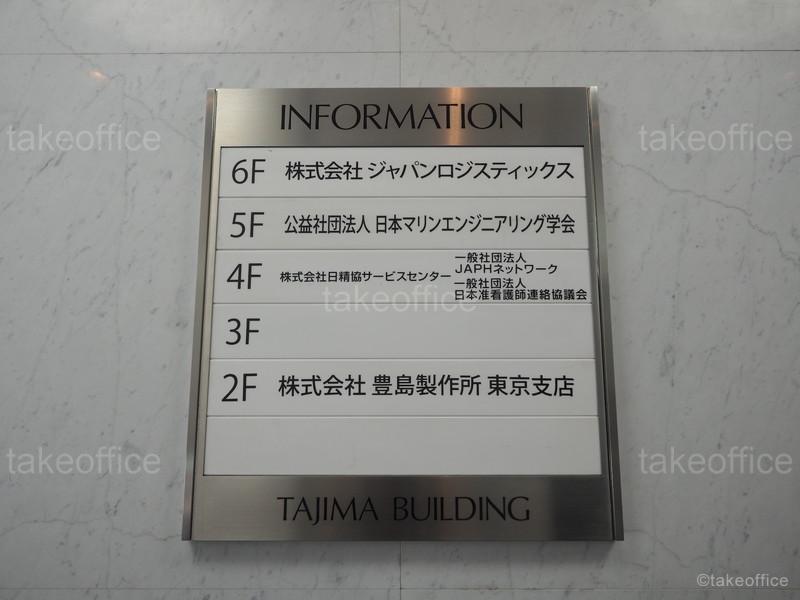 INFORMATION
6F 株式会社 ジャパンロジスティックス
5F 公益社団法人 日本マリンエンジニアリング学会
4F 株式会社日精協サービスセンター
一般社団法人
JAPHネットワーク
一般社団法人
日本准看護師連絡協議会
3F
2F 株式会社 豊島製作所 東京支店
TAJIMA BUILDING
takeoffice
takeoffice
takeoffice
takeoffice
takeoffice
©takeoffice